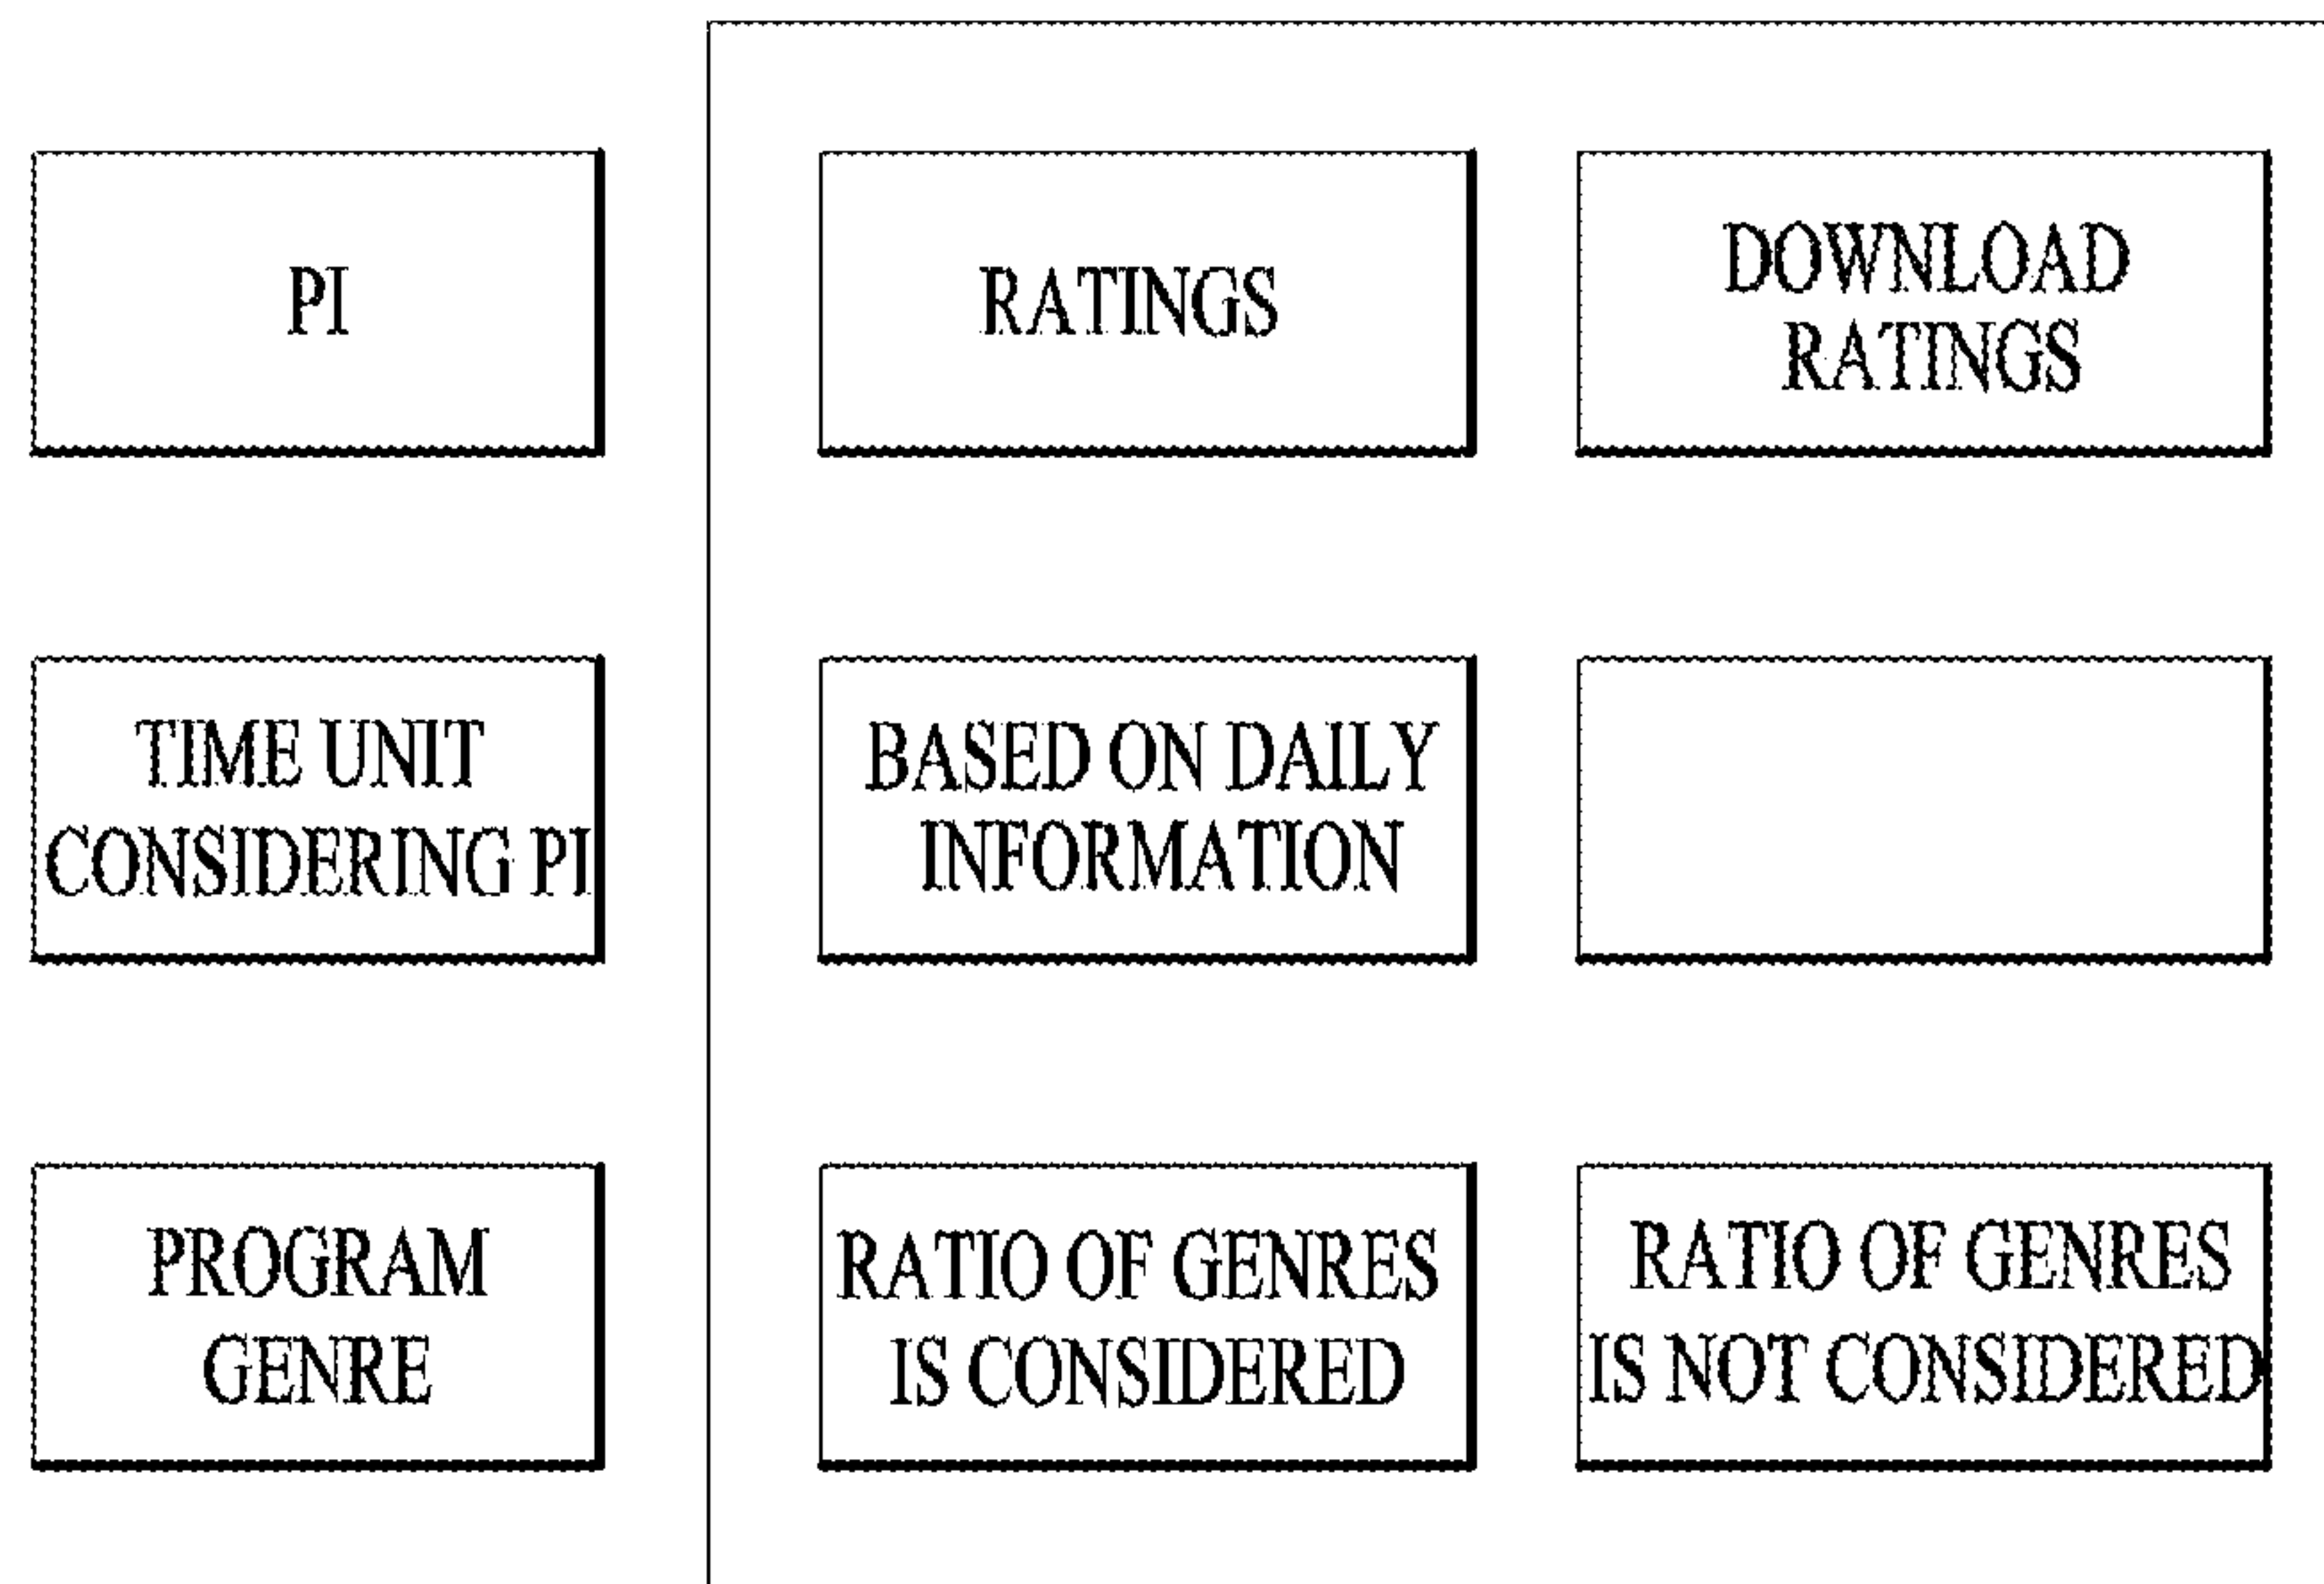 PI
RATINGS
DOWNLOAD
RATINGS
TIME UNIT
CONSIDERING PI
BASED ON DAILY
INFORMATION
PROGRAM
GENRE
RATIO OF GENRES
IS CONSIDERED
RATIO OF GENRES
IS NOT CONSIDERED